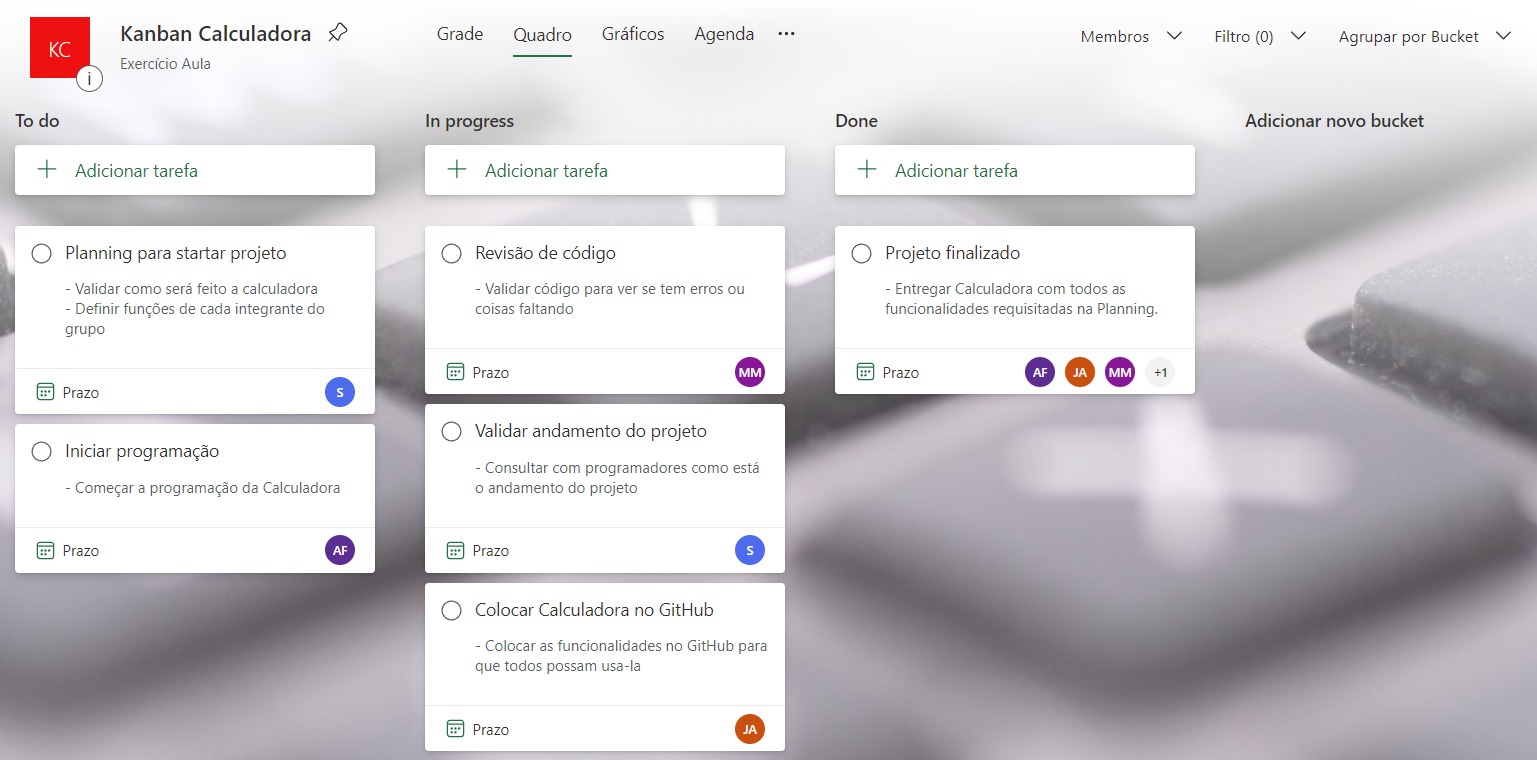 KC
i
Kanban Calculadora
Exercício Aula
Grade
Quadro
Gráficos
Agenda
Membros
Filtro (0)
Agrupar por Bucket
To do
Adicionar tarefa
Planning para startar projeto
- Validar como será feito a calculadora
- Definir funções de cada integrante do
grupo
Prazo
S
Iniciar programação
- Começar a programação da Calculadora
Prazo
AF
In progress
Adicionar tarefa
Revisão de código
- Validar código para ver se tem erros ou
coisas faltando
Prazo
MM
Validar andamento do projeto
- Consultar com programadores como está
o andamento do projeto
Prazo
S
Colocar Calculadora no GitHub
- Colocar as funcionalidades no GitHub para
que todos possam usa-la
Prazo
JA
Done
Adicionar tarefa
Projeto finalizado
- Entregar Calculadora com todos as
funcionalidades requisitadas na Planning.
Prazo
AF
JA
MM
+1
Adicionar novo bucket